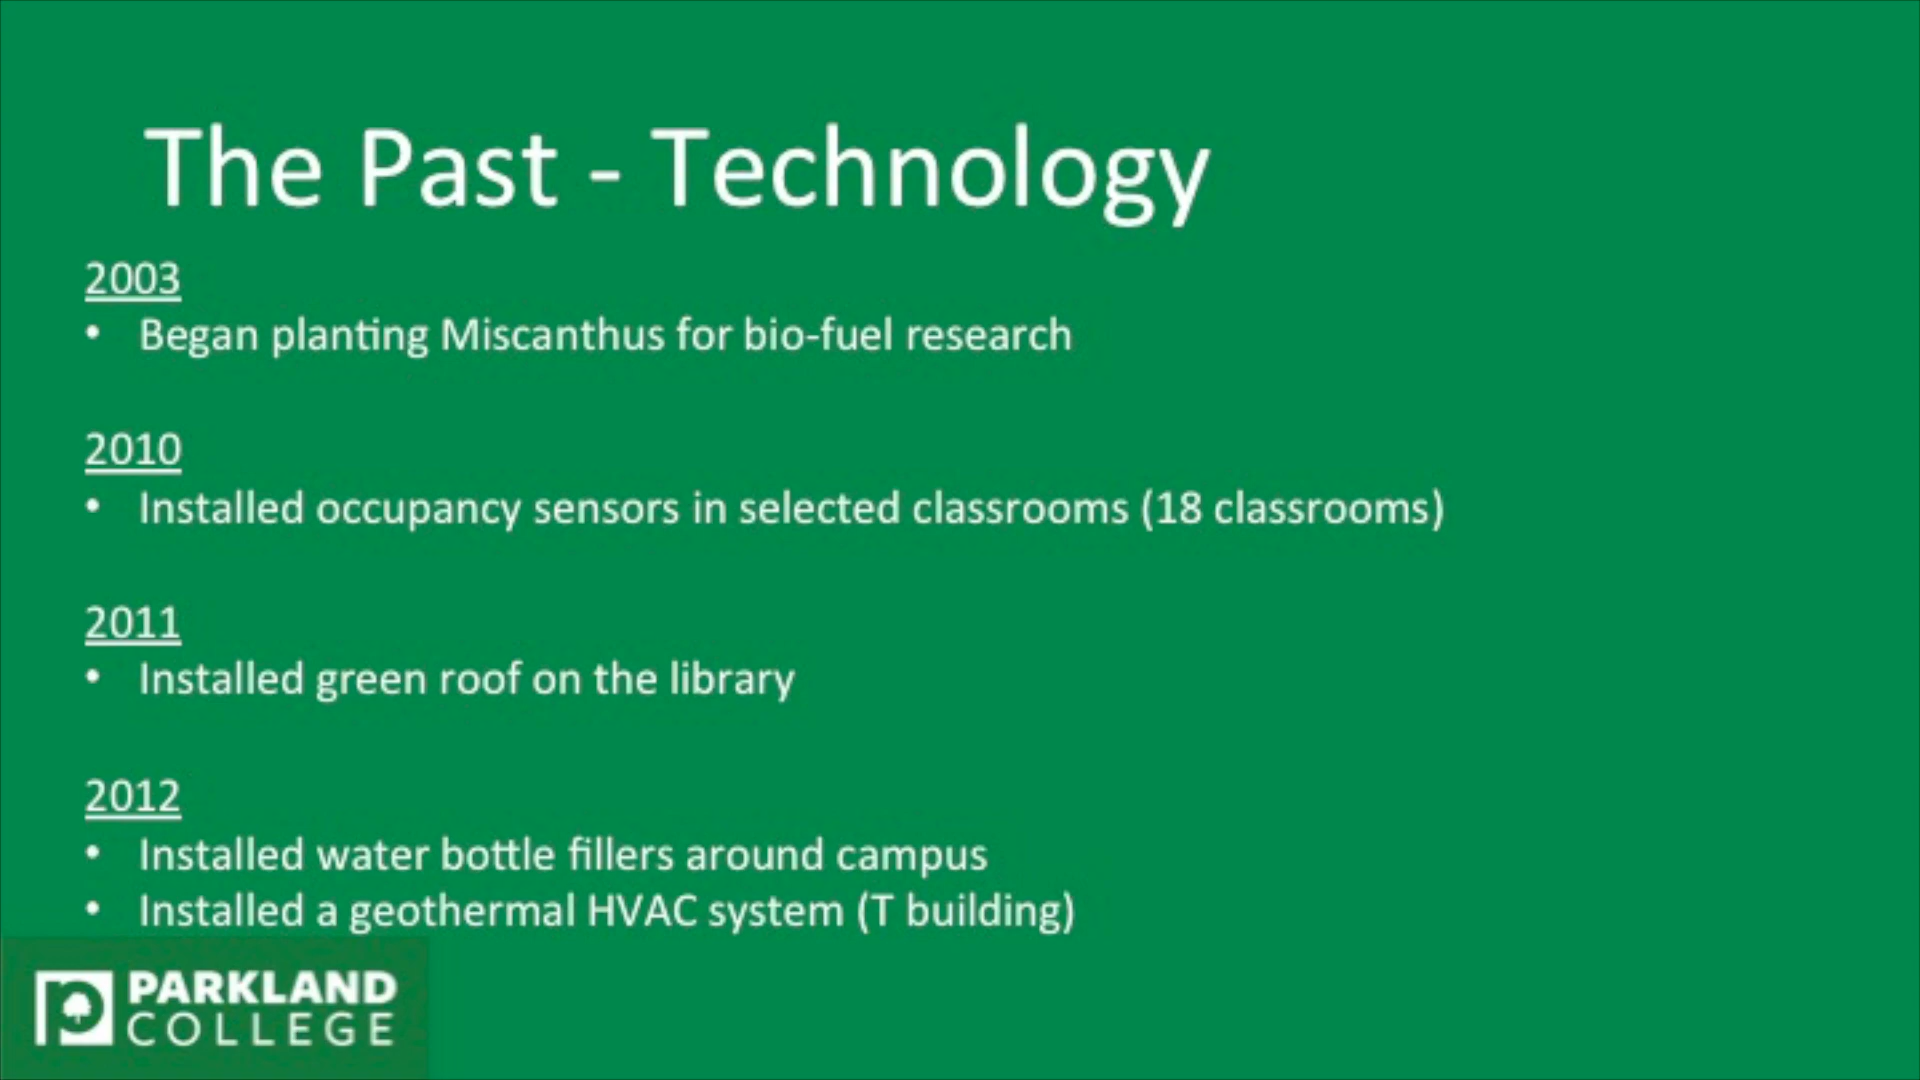 The Past - Technology
2003
• Began planting Miscanthus for bio-fuel research
2010
• Installed occupancy sensors in selected classrooms (18 classrooms)
2011
• Installed green roof on the library
2012
• Installed water bottle fillers around campus
• Installed a geothermal HVAC system (T building)
PARKLAND
COLLEGE